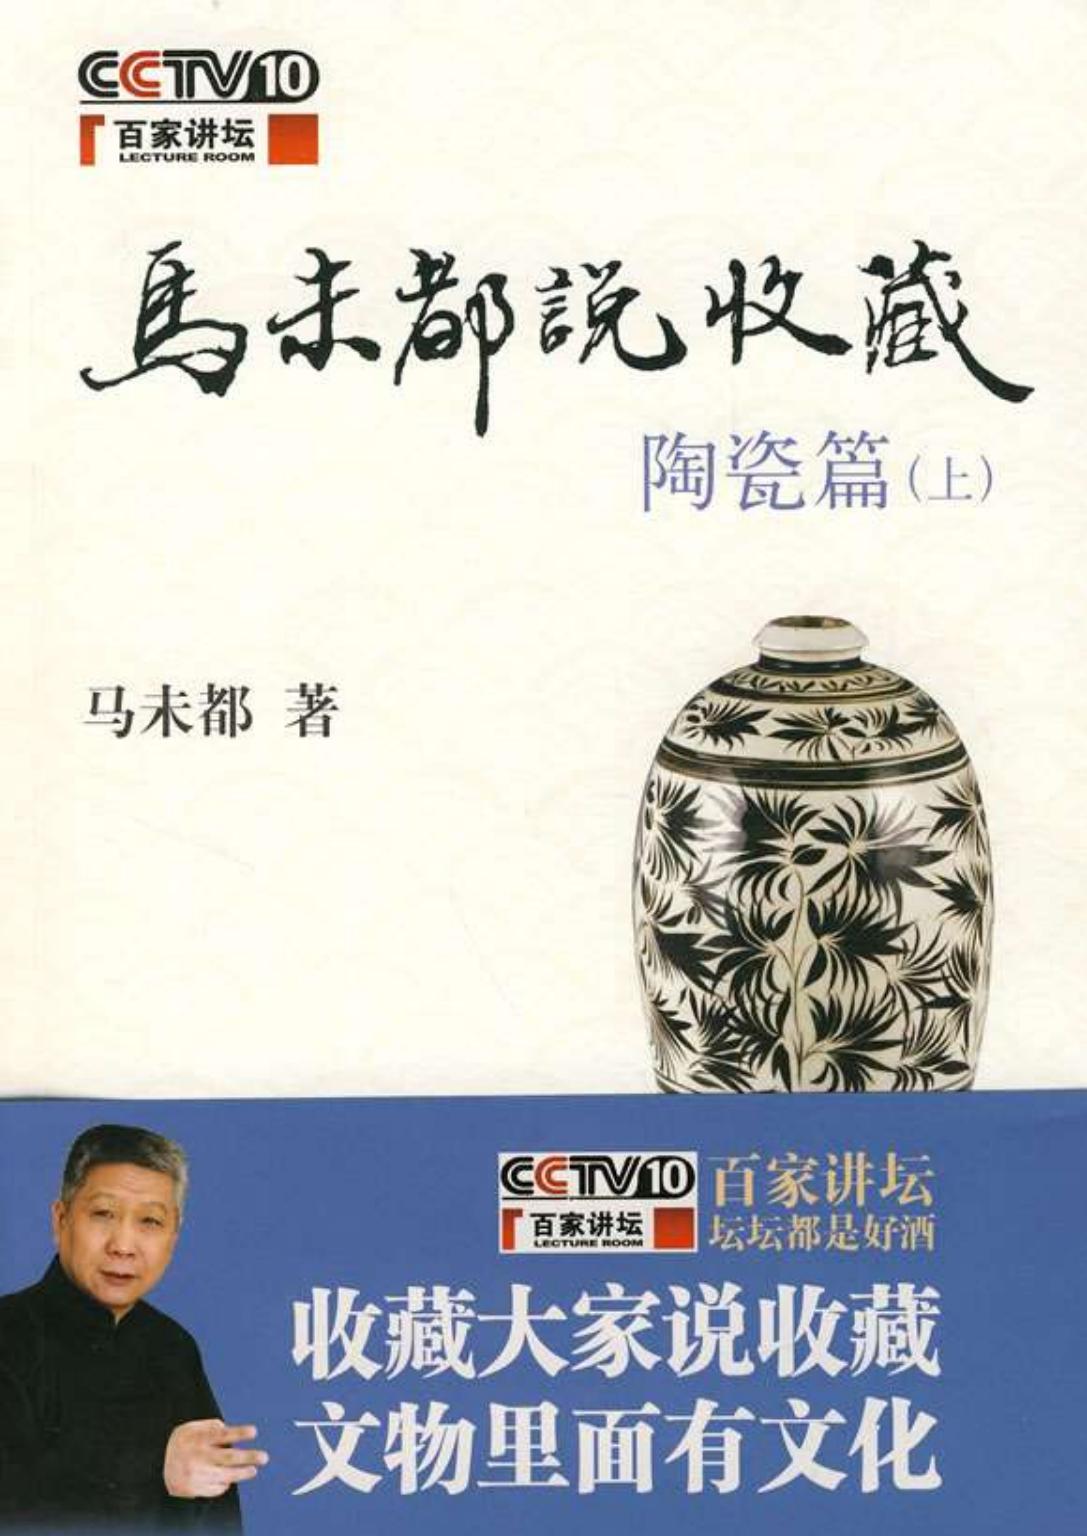 CCTV10
百家讲坛
LECTURE ROOM
馬未都説收藏
陶瓷篇(上)
马未都 著
CCTV10
百家讲坛
LECTURE ROOM
百家讲坛
坛坛都是好酒
收藏大家说收藏
文物里面有文化